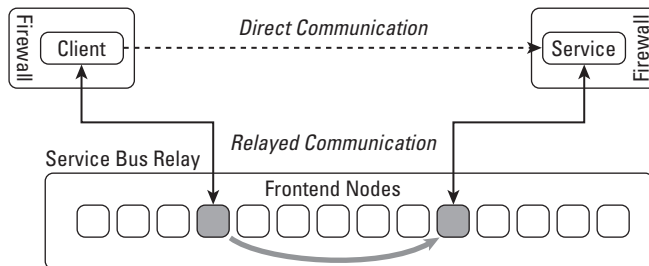 Firewall
Client
Direct Communication
Service
Firewall
Relayed Communication
Service Bus Relay
Frontend Nodes